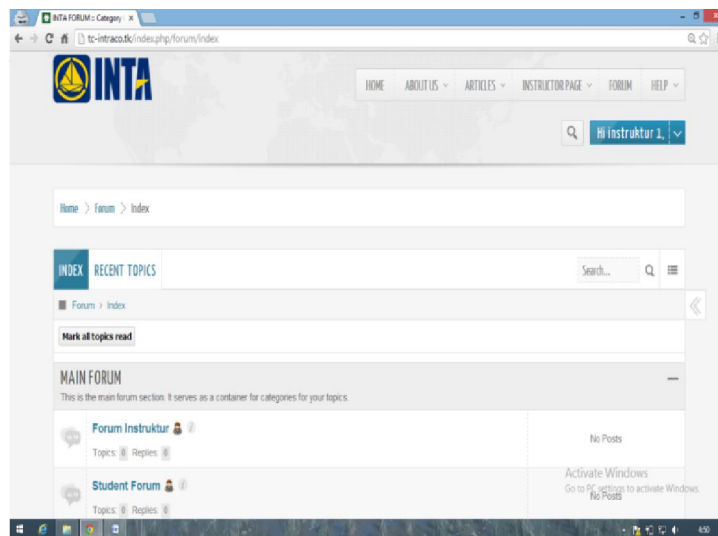 INTA FORUM :: Category
tc-intraco.tk/index.php/forum/index
INTA
HOME ABOUT US ARTICLES INSTRUCTOR PAGE FORUM HELP
Hi instruktur 1,
Home > Forum > Index
INDEX RECENT TOPICS
Search...
Forum > Index
Mark all topics read
MAIN FORUM
This is the main forum section. It serves as a container for categories for your topics.
Forum Instruktur
Topics: 0 Replies: 0
No Posts
Student Forum
Topics: 0 Replies: 0
No Posts
Activate Windows
Go to PC settings to activate Windows.
4:50